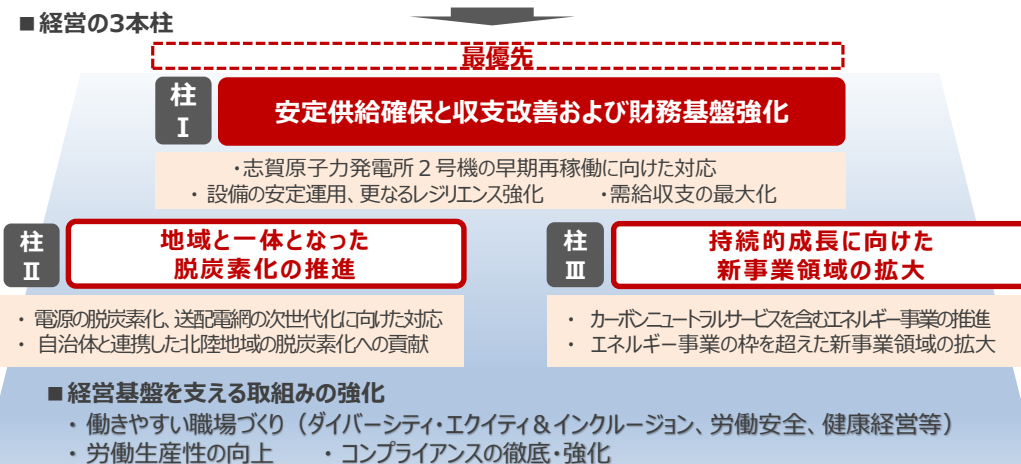 ■経営の3本柱
最優先
柱
Ⅰ
安定供給確保と収支改善および財務基盤強化
・志賀原子力発電所２号機の早期再稼働に向けた対応
・ 設備の安定運用、更なるレジリエンス強化　　・需給収支の最大化
柱
Ⅱ
地域と一体となった
脱炭素化の推進
・ 電源の脱炭素化、送配電網の次世代化に向けた対応
・ 自治体と連携した北陸地域の脱炭素化への貢献
柱
Ⅲ
持続的成長に向けた
新事業領域の拡大
・ カーボンニュートラルサービスを含むエネルギー事業の推進
・ エネルギー事業の枠を超えた新事業領域の拡大
■経営基盤を支える取組みの強化
・ 働きやすい職場づくり（ダイバーシティ・エクイティ＆インクルージョン、労働安全、健康経営等）
・ 労働生産性の向上　　・ コンプライアンスの徹底・強化